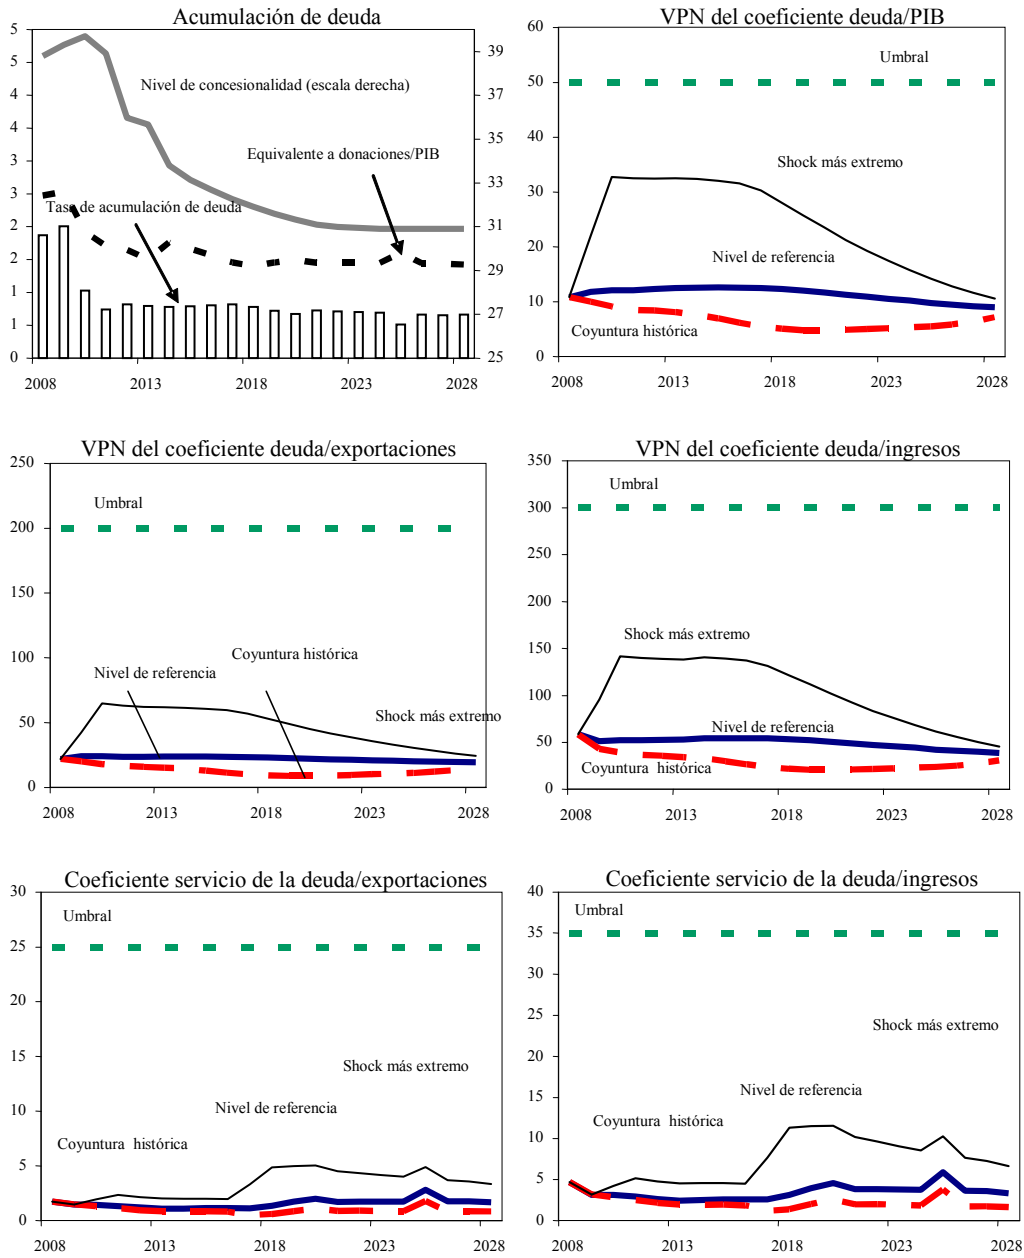 Acumulación de deuda
5
5
4
4
3
3
2
2
1
1
0
39
37
35
33
31
29
27
25
Nivel de concesionalidad (escala derecha)
Equivalente a donaciones/PIB
Tasa de acumulación de deuda
2008 2013 2018 2023 2028
VPN del coeficiente deuda/PIB
60
50
40
30
20
10
0
Umbral
Shock más extremo
Nivel de referencia
Coyuntura histórica
2008 2013 2018 2023 2028
VPN del coeficiente deuda/exportaciones
250
200
150
100
50
0
Umbral
Coyuntura histórica
Nivel de referencia
Shock más extremo
2008 2013 2018 2023 2028
VPN del coeficiente deuda/ingresos
350
300
250
200
150
100
50
0
Umbral
Shock más extremo
Nivel de referencia
Coyuntura histórica
2008 2013 2018 2023 2028
Coeficiente servicio de la deuda/exportaciones
30
25
20
15
10
5
0
Umbral
Shock más extremo
Nivel de referencia
Coyuntura histórica
2008 2013 2018 2023 2028
Coeficiente servicio de la deuda/ingresos
40
35
30
25
20
15
10
5
0
Umbral
Shock más extremo
Nivel de referencia
Coyuntura histórica
2008 2013 2018 2023 2028